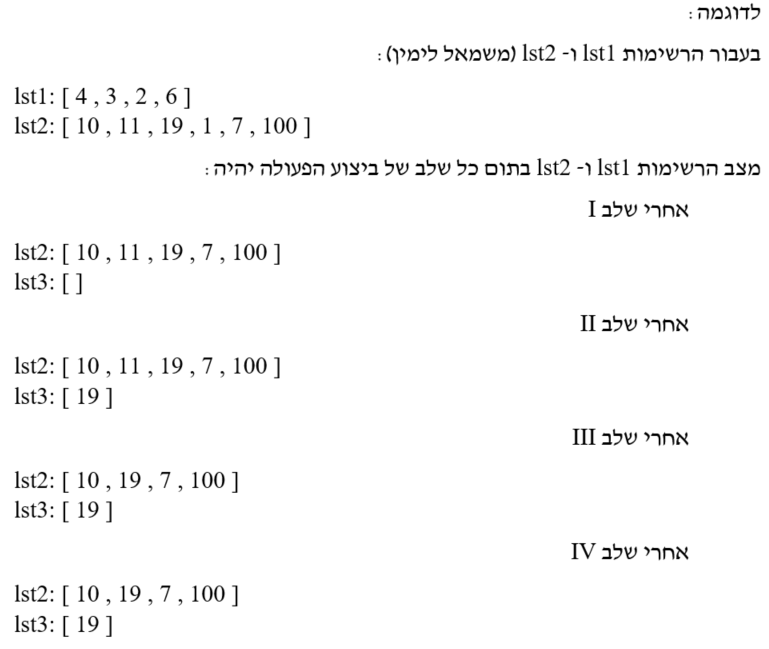 לדוגמה :
בעבור הרשימות lst1 ו- lst2 (משמאל לימין) :
lst1: [ 4 , 3 , 2 , 6 ]
lst2: [ 10 , 11 , 19 , 1 , 7 , 100 ]
מצב הרשימות lst1 ו- lst2 בתום כל שלב של ביצוע הפעולה יהיה :
אחרי שלב I
lst2: [ 10 , 11 , 19 , 7 , 100 ]
lst3: [ ]
אחרי שלב II
lst2: [ 10 , 11 , 19 , 7 , 100 ]
lst3: [ 19 ]
אחרי שלב III
lst2: [ 10 , 19 , 7 , 100 ]
lst3: [ 19 ]
אחרי שלב IV
lst2: [ 10 , 19 , 7 , 100 ]
lst3: [ 19 ]